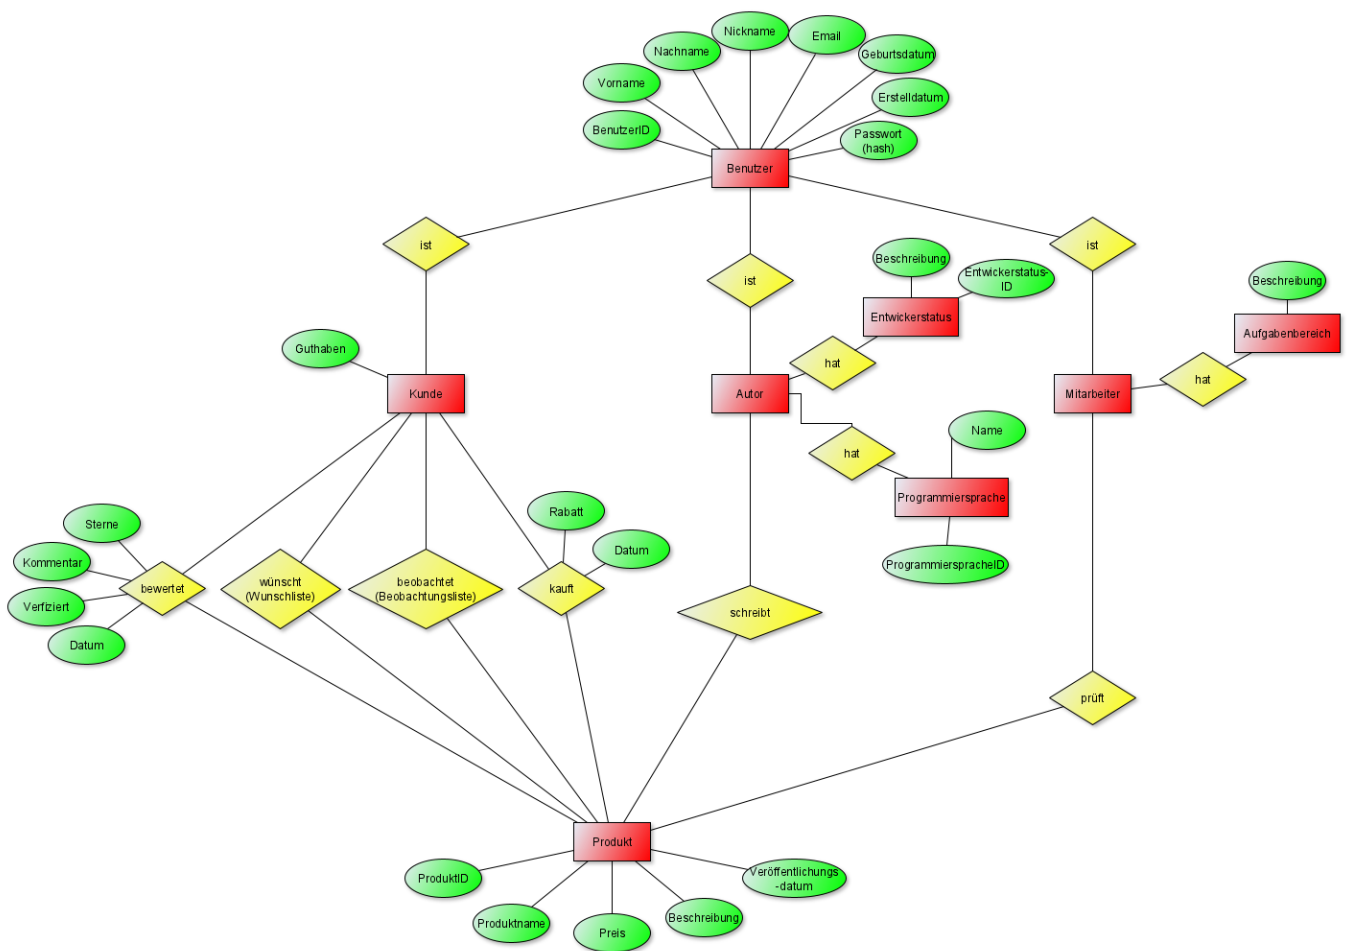 Nickname
Email
Nachname
Geburtsdatum
Vorname
Erstelldatum
BenutzerID
Passwort
(hash)
Benutzer
ist
ist
ist
Beschreibung
Entwickerstatus-
ID
Beschreibung
Entwickerstatus
Aufgabenbereich
Guthaben
hat
hat
Kunde
Autor
Mitarbeiter
Name
hat
Programmiersprache
Rabatt
Sterne
Datum
Kommentar
ProgrammierspracheID
bewertet
wünscht
(Wunschliste)
beobachtet
(Beobachtungsliste)
kauft
Verfiziert
schreibt
Datum
prüft
Produkt
ProduktID
Veröffentlichungs
-datum
Produktname
Preis
Beschreibung